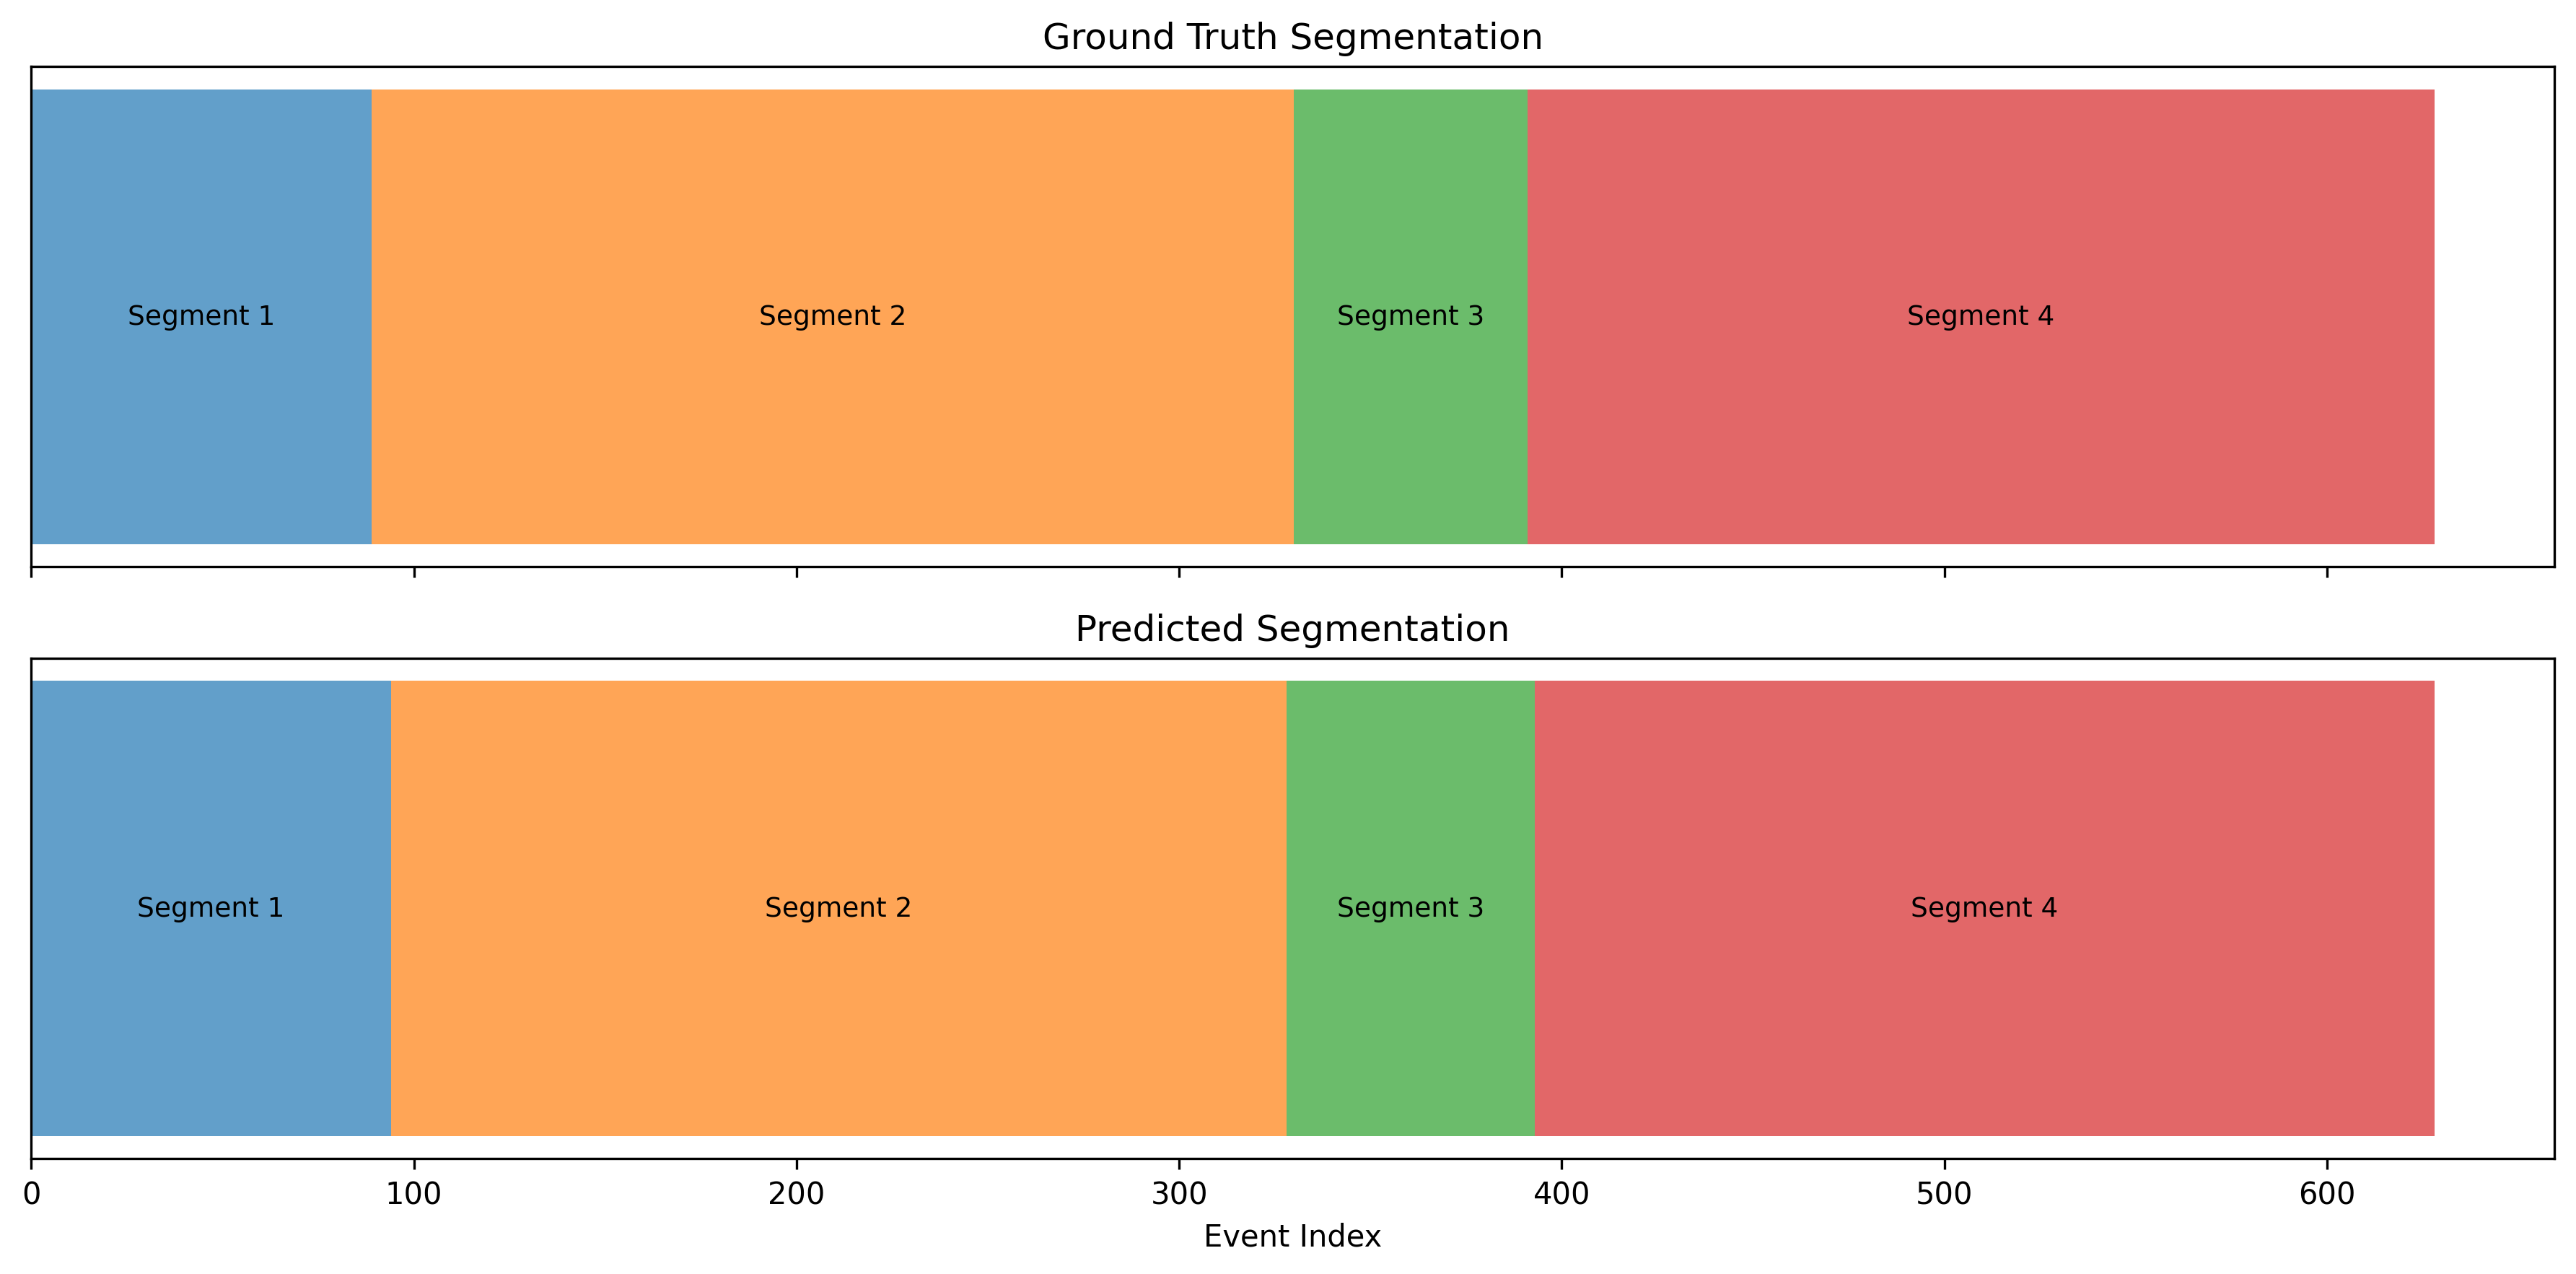 Ground Truth Segmentation
Segment 1 Segment 2 Segment 3 Segment 4
Predicted Segmentation
Segment 1 Segment 2 Segment 3 Segment 4
0 100 200 300 400 500 600
Event Index